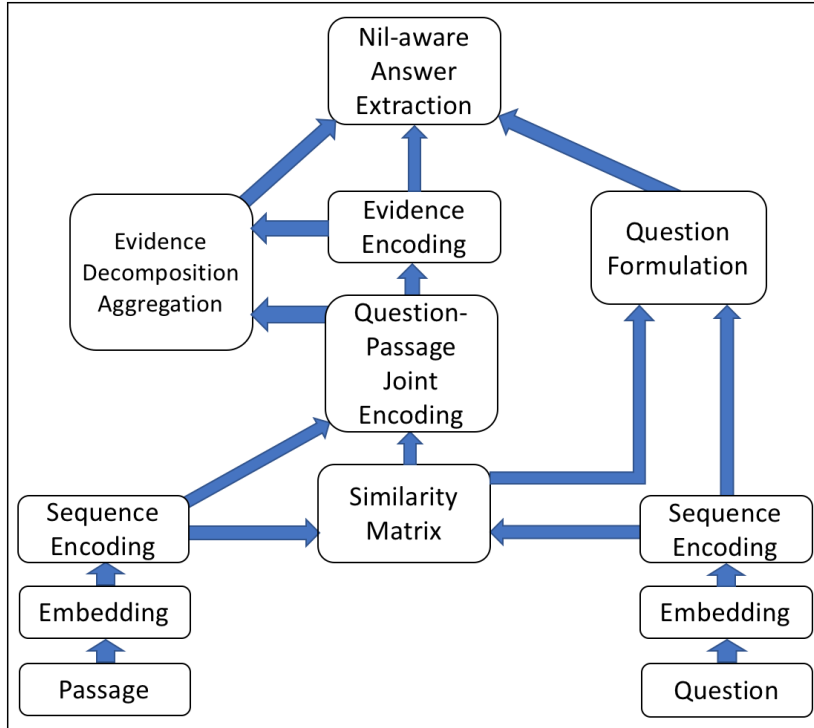 Nil-aware
Answer
Extraction
Evidence
Encoding
Evidence
Decomposition
Aggregation
Question
Formulation
Question-
Passage
Joint
Encoding
Similarity
Matrix
Sequence
Encoding
Sequence
Encoding
Embedding
Embedding
Passage
Question